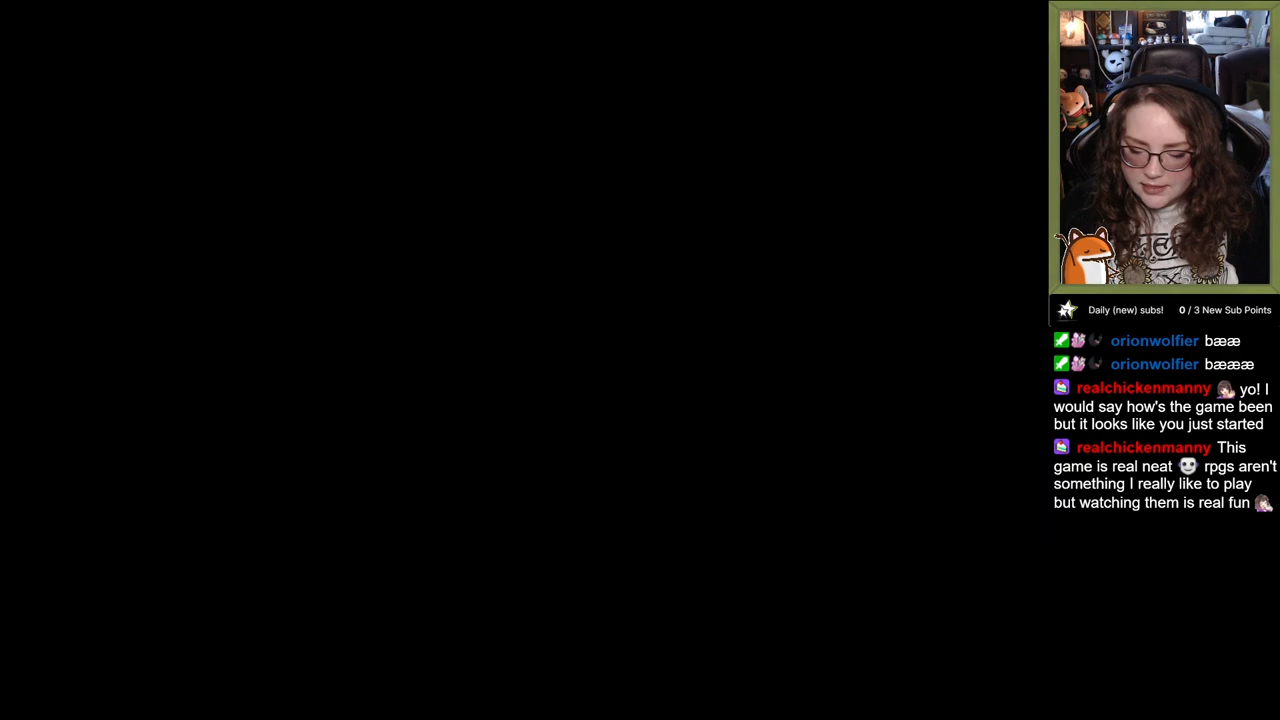 Daily (new) subs! 0 / 3 New Sub Points
orionwolfier bææ
orionwolfier bæææ
realchickenmanny yo! I
would say how's the game been
but it looks like you just started
realchickenmanny This
game is real neat rpgs aren't
something I really like to play
but watching them is real fun